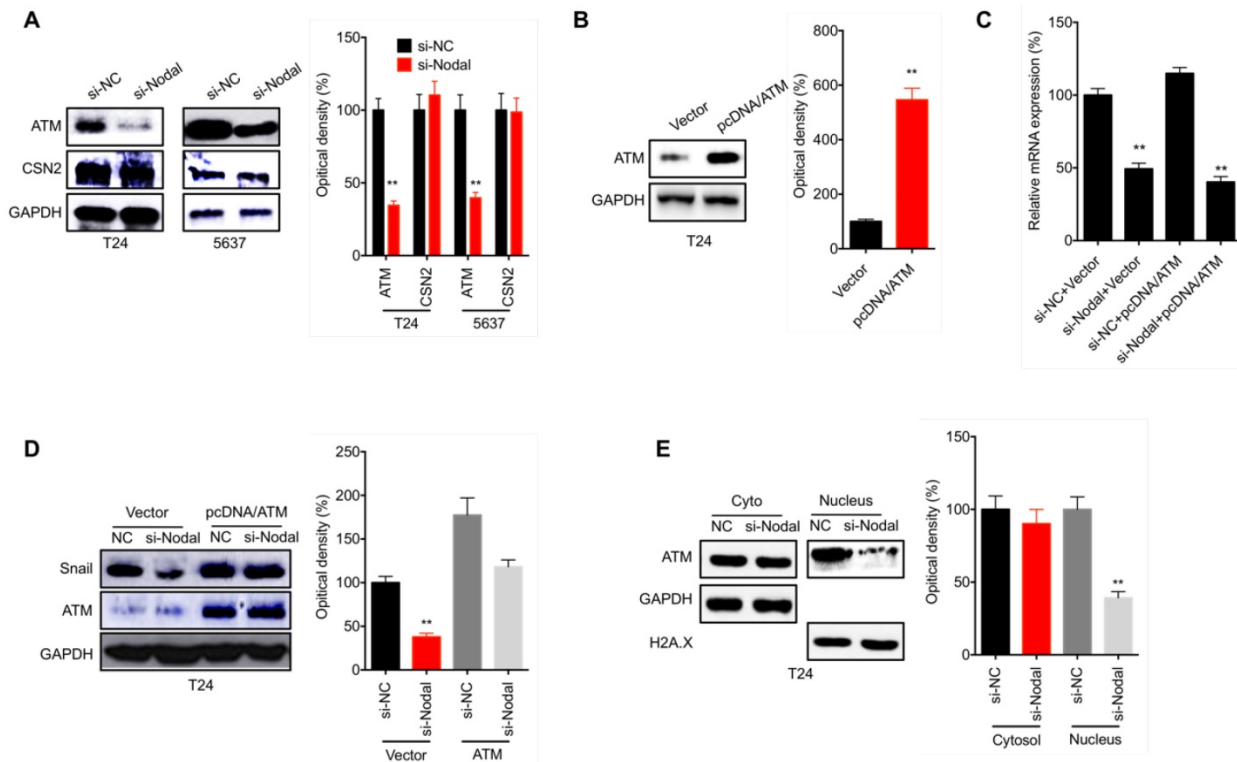 A
si-NC si-Nodal si-NC si-Nodal
ATM
CSN2
GAPDH
T24 5637
si-NC
si-Nodal
Opitical density (%)
150
100
50
0
** **
ATM CSN2 ATM CSN2
T24 5637
B
Vector pcDNA/ATM
ATM
GAPDH
T24
Opitical density (%)
800
600
400
200
0
**
Vector pcDNA/ATM
C
Relative mRNA expression (%)
150
100
50
0
** **
si-NC+Vector
si-Nodal+Vector
si-NC+pcDNA/ATM
si-Nodal+pcDNA/ATM
D
Vector pcDNA/ATM
NC si-Nodal NC si-Nodal
Snail
ATM
GAPDH
T24
Opitical density (%)
250
200
150
100
50
0
**
si-NC si-Nodal si-NC si-Nodal
Vector ATM
E
Cyto Nucleus
NC si-Nodal NC si-Nodal
ATM
GAPDH
H2A.X
T24
Opitical density (%)
150
100
50
0
**
si-NC si-Nodal si-NC si-Nodal
Cytosol Nucleus